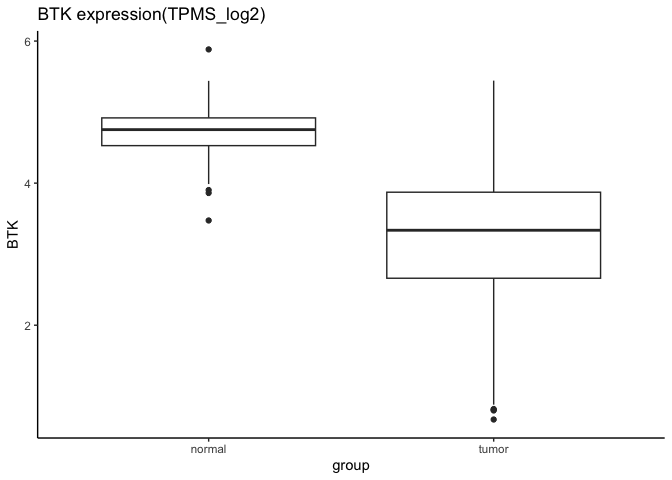 BTK expression(TPMS_log2)
6
4
2
BTK
normal
tumor
group